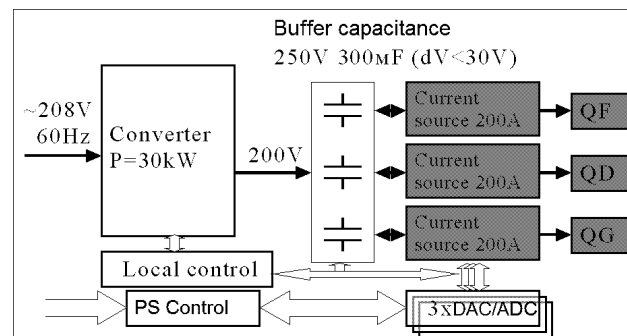 Buffer capacitance
250V 300мF (dV<30V)
~208V
60Hz
Converter
P=30kW
200V
Current
source 200A
QF
Current
source 200A
QD
Current
source 200A
QG
Local control
PS Control
3xDAC/ADC